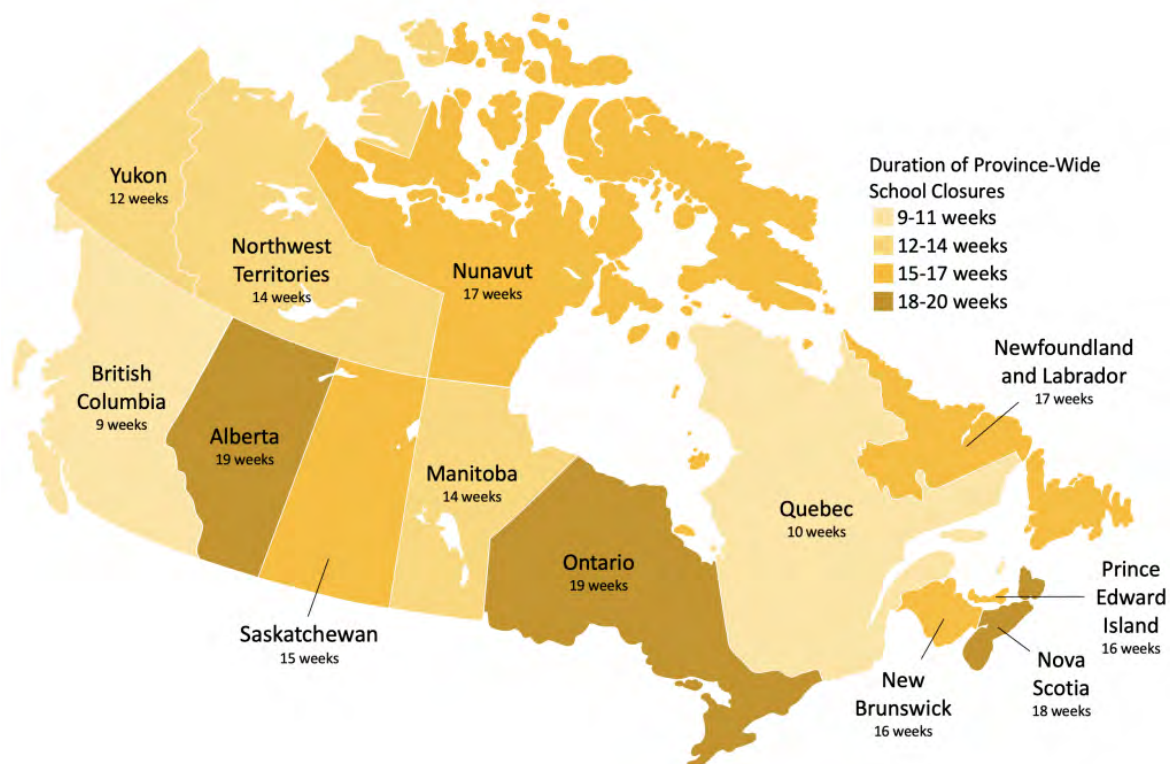 Duration of Province-Wide
School Closures
9-11 weeks
12-14 weeks
15-17 weeks
18-20 weeks
Yukon
12 weeks
Northwest
Territories
14 weeks
Nunavut
17 weeks
British
Columbia
9 weeks
Alberta
19 weeks
Saskatchewan
15 weeks
Manitoba
14 weeks
Ontario
19 weeks
Quebec
10 weeks
Newfoundland
and Labrador
17 weeks
Prince
Edward
Island
16 weeks
Nova
Scotia
18 weeks
New
Brunswick
16 weeks